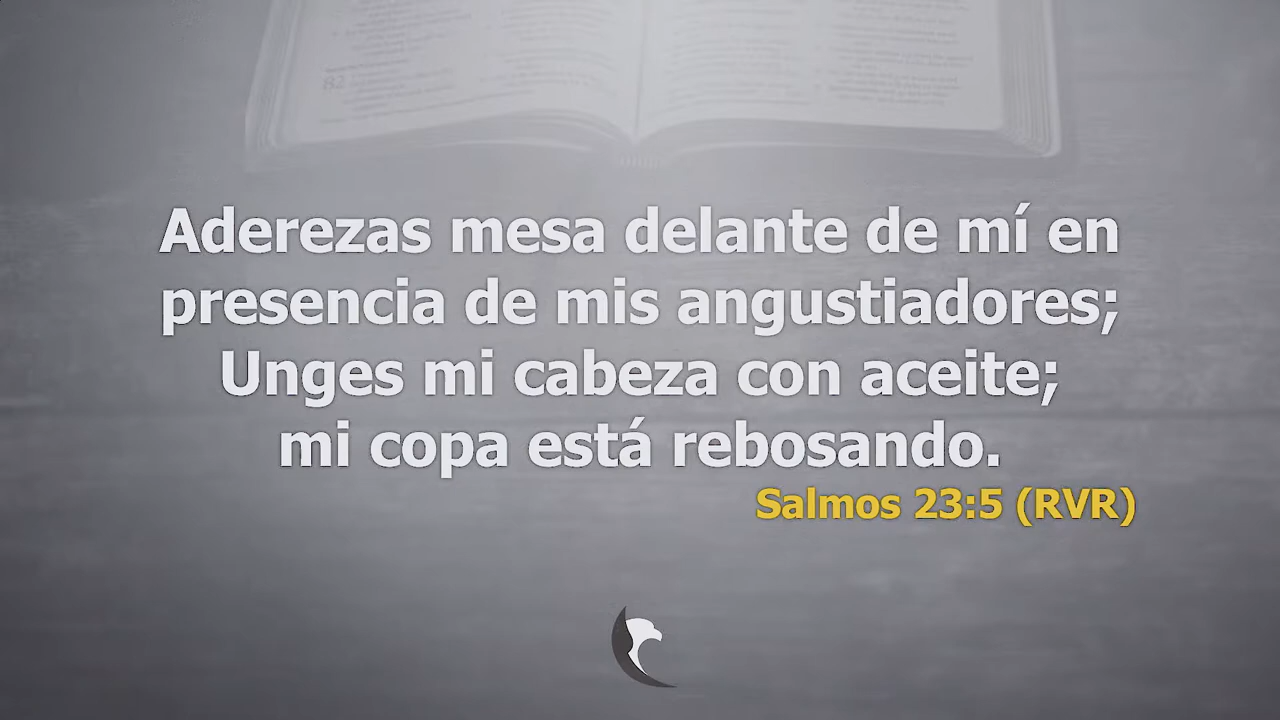 82
Aderezas mesa delante de mí en
presencia de mis angustiadores;
Unges mi cabeza con aceite;
mi copa está rebosando.
Salmos 23:5 (RVR)